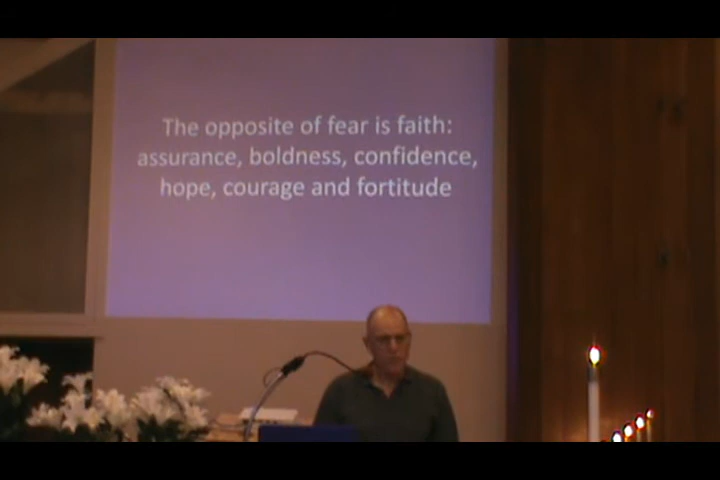 The opposite of fear is faith:
assurance, boldness, confidence,
hope, courage and fortitude